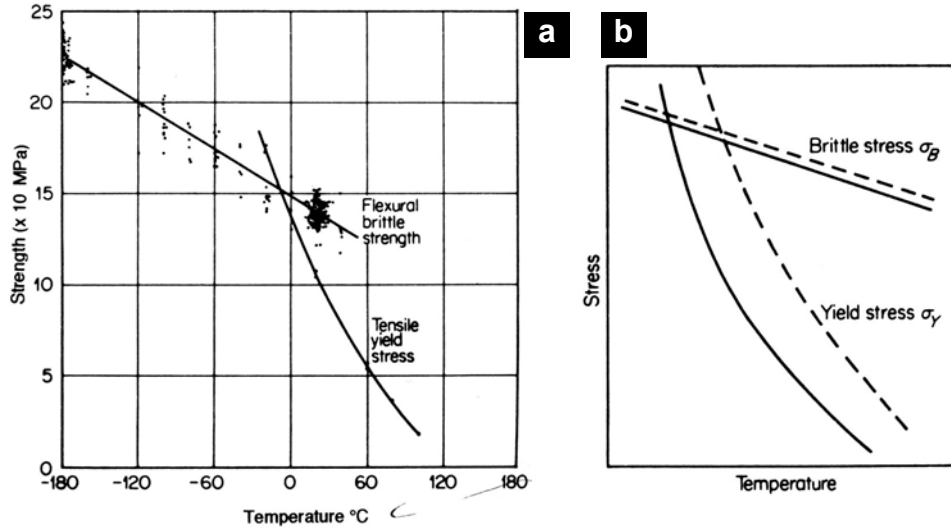 a
b
25
20
15
10
5
0
Strength (x 10 MPa)
Flexural
brittle
strength
Tensile
yield
stress
-180
-120
-60
0
60
120
180
Temperature °C
Brittle stress σB
Yield stress σY
Stress
Temperature